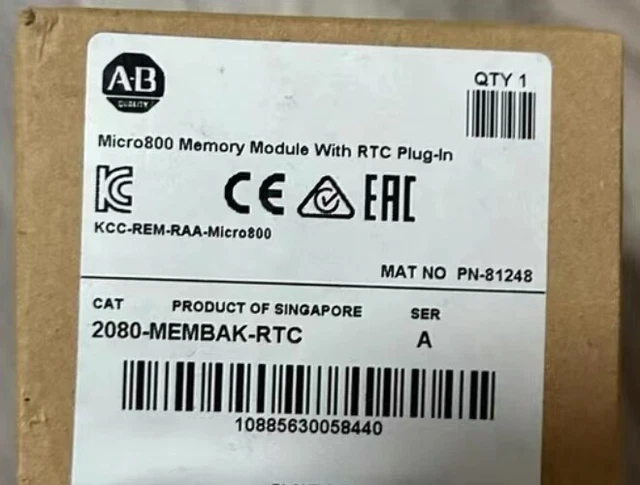 A·B
QUALITY
QTY 1
Micro800 Memory Module With RTC Plug-In
CE EAC
KCC-REM-RAA-Micro800
MAT NO PN-81248
CAT PRODUCT OF SINGAPORE SER
2080-MEMBAK-RTC A
10885630058440